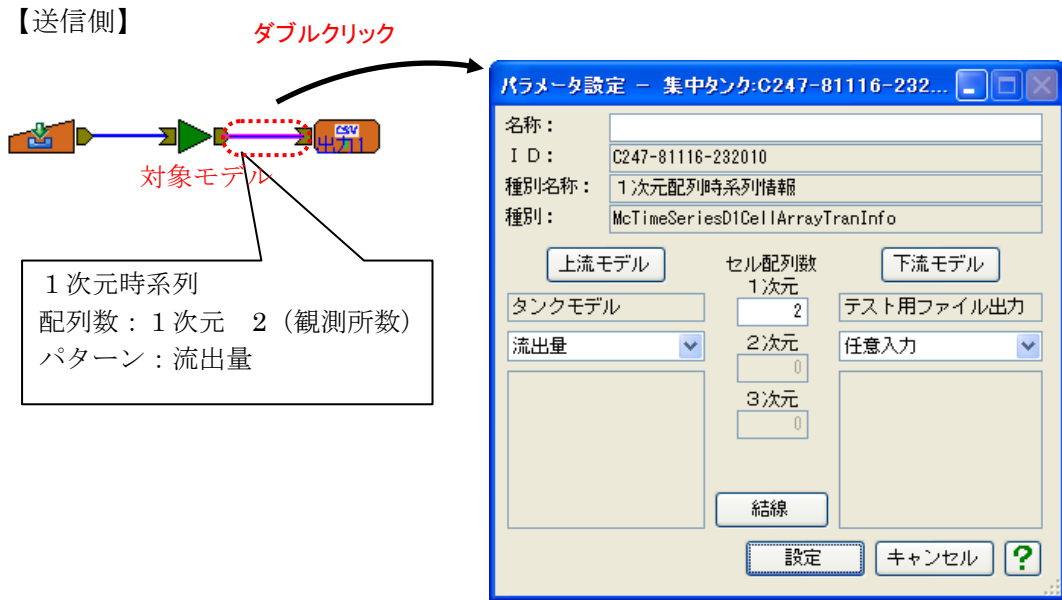 【送信側】
ダブルクリック
CSV
出力1
対象モデル
１次元時系列
配列数：１次元　２（観測所数）
パターン：流出量
パラメータ設定 － 集中タンク:C247-81116-232...
名称：
ＩＤ： C247-81116-232010
種別名称： １次元配列時系列情報
種別： McTimeSeriesD1CellArrayTranInfo
上流モデル セル配列数 下流モデル
１次元
タンクモデル 2 テスト用ファイル出力
流出量 ２次元 任意入力
0
３次元
0
結線
設定 キャンセル ?